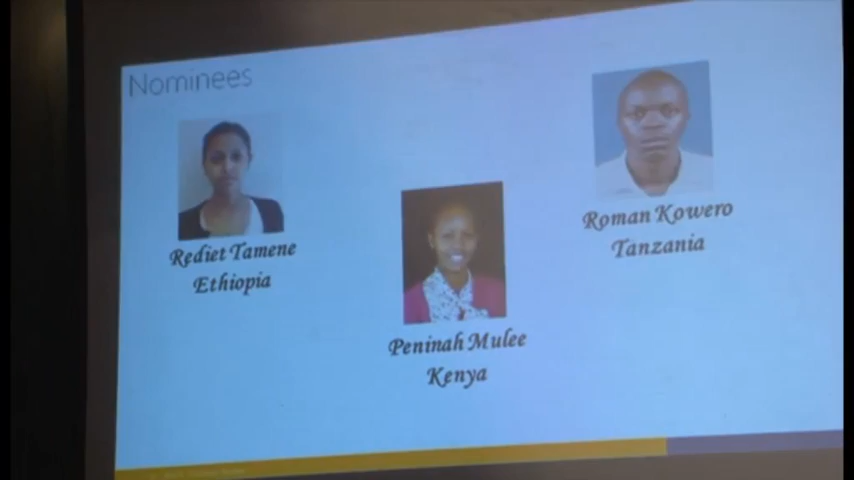 Nominees
Rediet Tamene
Ethiopia
Peninah Mulee
Kenya
Roman Kowero
Tanzania